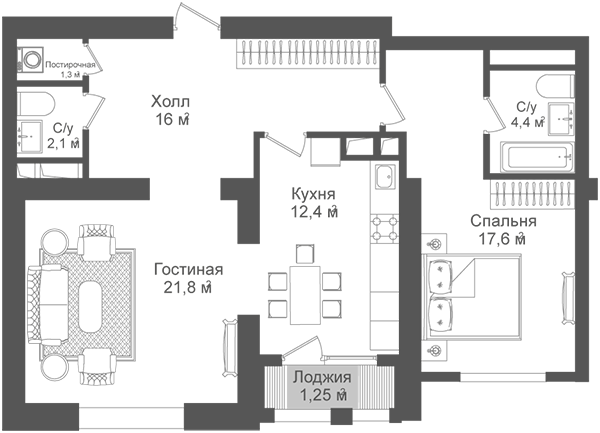 Постирочная
1,3 м²
Холл
16 м²
С/у
2,1 м²
С/у
4,4 м²
Кухня
12,4 м²
Спальня
17,6 м²
Гостиная
21,8 м²
Лоджия
1,25 м²